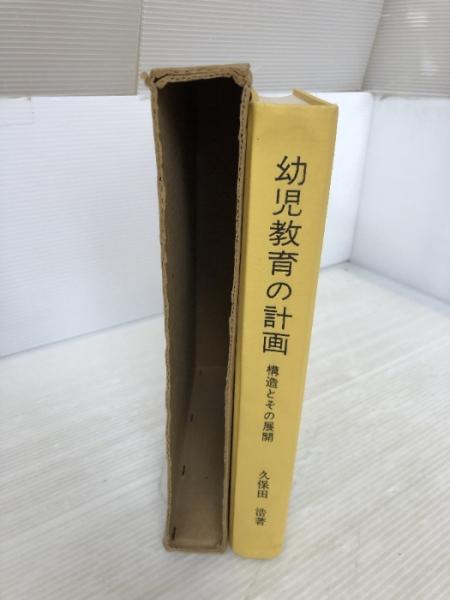 幼児教育の計画
構造とその展開
久保田 浩著